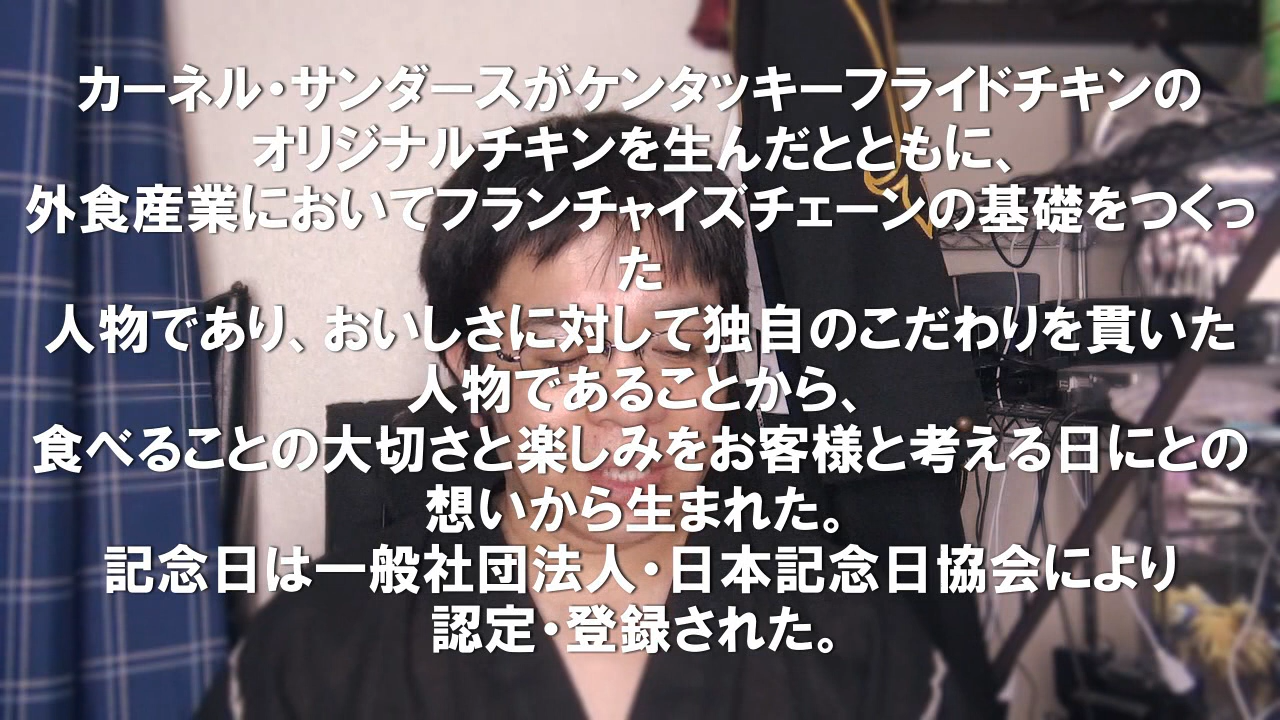 カーネル・サンダースがケンタッキーフライドチキンの
オリジナルチキンを生んだとともに、
外食産業においてフランチャイズチェーンの基礎をつくっ
た
人物であり、おいしさに対して独自のこだわりを貫いた
人物であることから、
食べることの大切さと楽しみをお客様と考える日にとの
想いから生まれた。
記念日は一般社団法人・日本記念日協会により
認定・登録された。